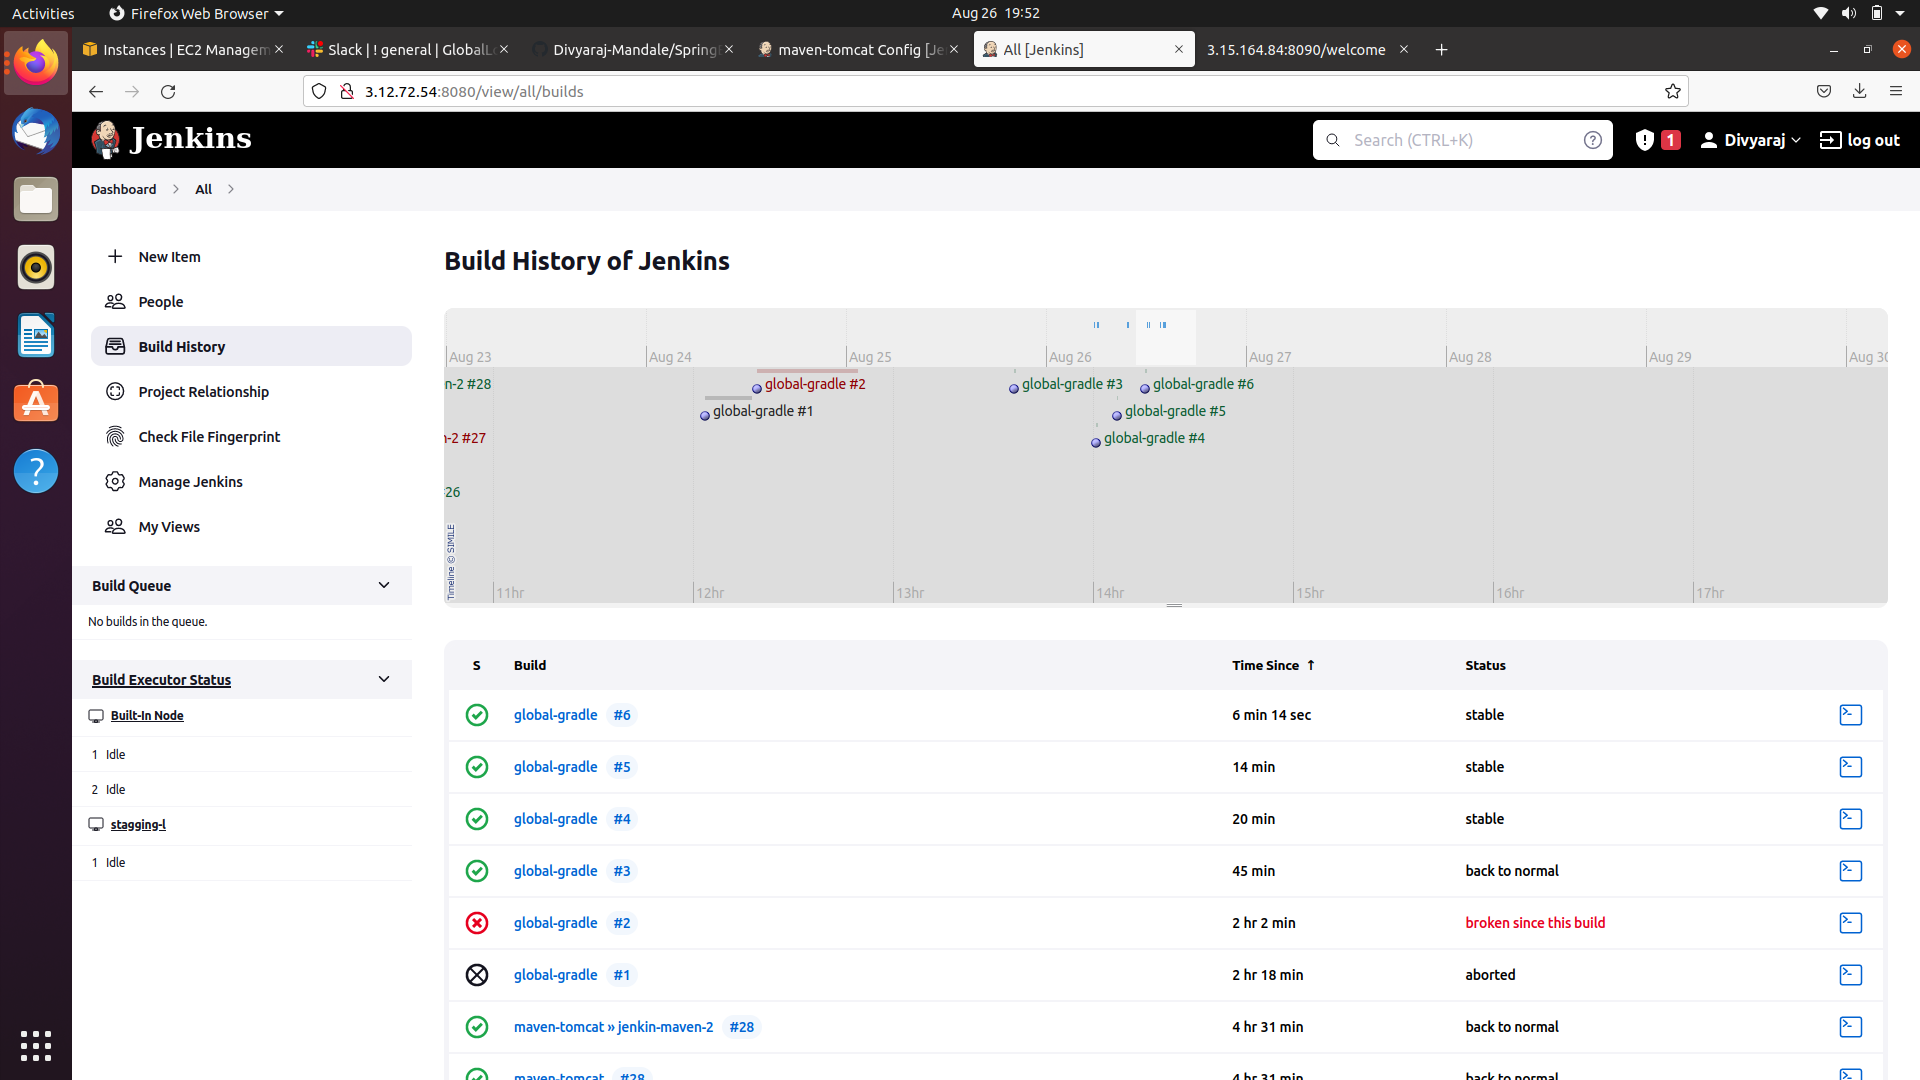 Activities
Firefox Web Browser
Aug 26 19:52
Instances | EC2 Managem
Slack | ! general | GlobalLo
Divyaraj-Mandale/Spring
maven-tomcat Config [Je
All [Jenkins]
3.15.164.84:8090/welcome
3.12.72.54:8080/view/all/builds
Jenkins
Search (CTRL+K)
1
Divyaraj
log out
Dashboard
All
New Item
People
Build History
Project Relationship
Check File Fingerprint
Manage Jenkins
My Views
Build Queue
No builds in the queue.
Build Executor Status
Built-In Node
1 Idle
2 Idle
stagging-l
1 Idle
Build History of Jenkins
Aug 23
Aug 24
Aug 25
Aug 26
Aug 27
Aug 28
Aug 29
Aug 30
n-2 #28
global-gradle #2
global-gradle #3
global-gradle #6
global-gradle #1
global-gradle #5
n-2 #27
global-gradle #4
#26
Timeline © SIMILE
11hr
12hr
13hr
14hr
15hr
16hr
17hr
S Build Time Since ↑ Status
global-gradle #6 6 min 14 sec stable
global-gradle #5 14 min stable
global-gradle #4 20 min stable
global-gradle #3 45 min back to normal
global-gradle #2 2 hr 2 min broken since this build
global-gradle #1 2 hr 18 min aborted
maven-tomcat » jenkin-maven-2 #28 4 hr 31 min back to normal
maven-tomcat #28 4 hr 31 min back to normal